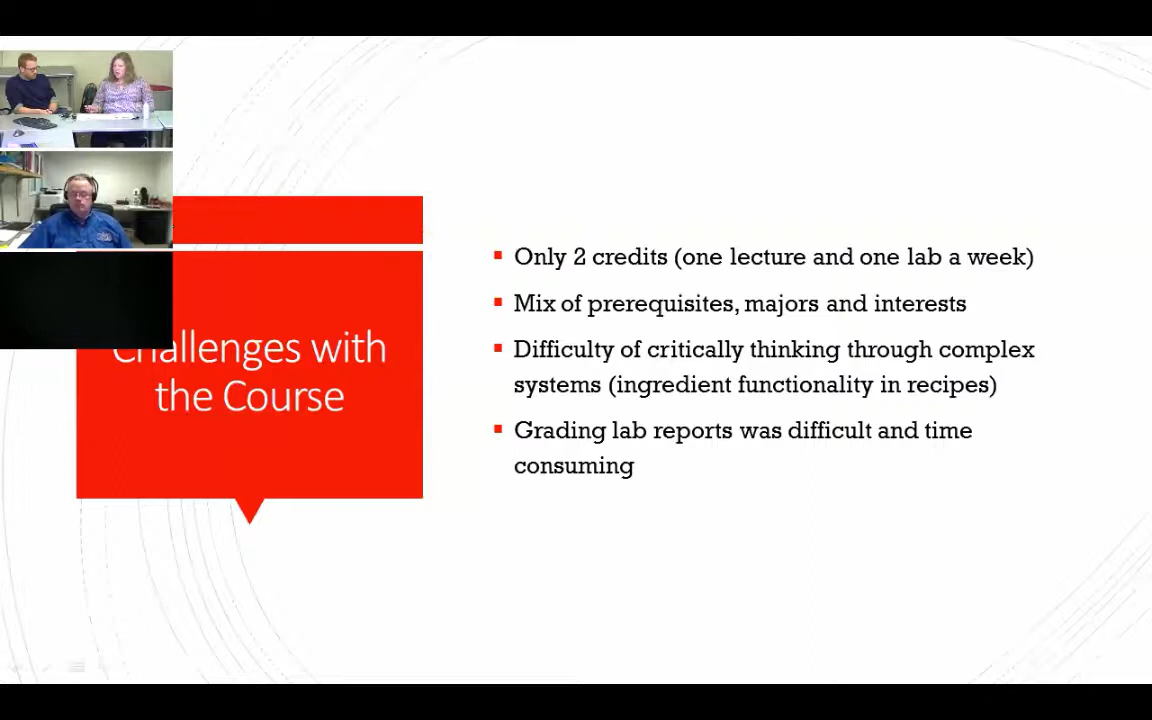 Challenges with
the Course
Only 2 credits (one lecture and one lab a week)
Mix of prerequisites, majors and interests
Difficulty of critically thinking through complex
systems (ingredient functionality in recipes)
Grading lab reports was difficult and time
consuming